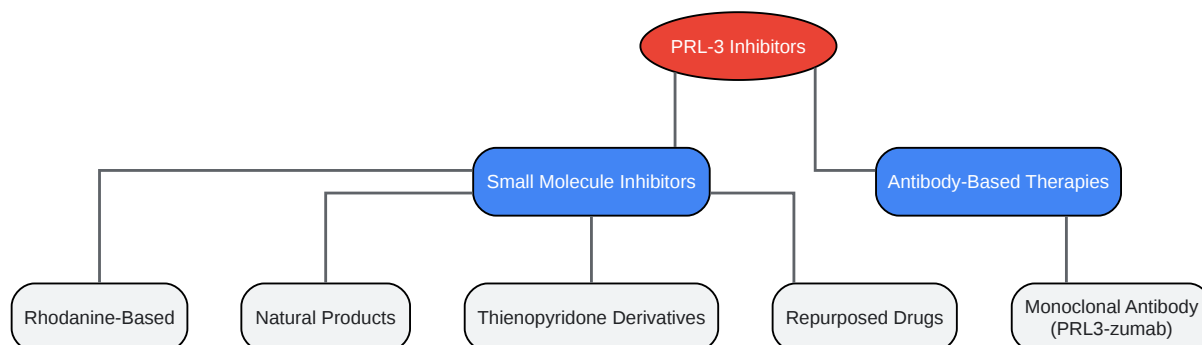 PRL-3 Inhibitors
Small Molecule Inhibitors
Antibody-Based Therapies
Rhodanine-Based
Natural Products
Thienopyridone Derivatives
Repurposed Drugs
Monoclonal Antibody
(PRL3-zumab)